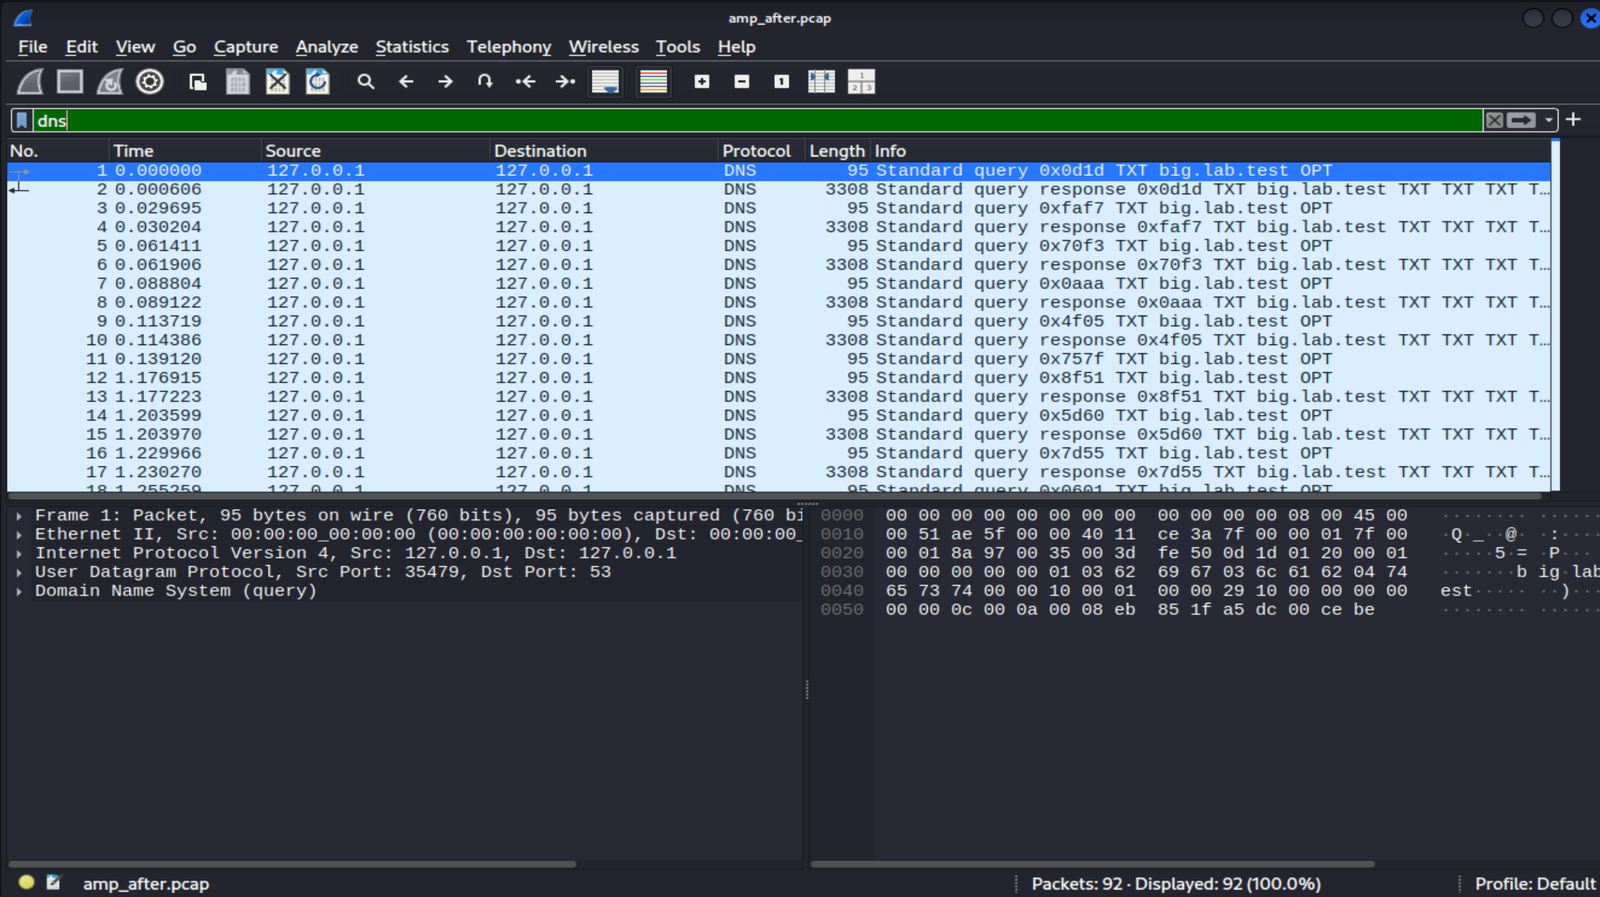 amp_after.pcap
File Edit View Go Capture Analyze Statistics Telephony Wireless Tools Help
dns
No. Time Source Destination Protocol Length Info
1 0.000000 127.0.0.1 127.0.0.1 DNS 95 Standard query 0x0d1d TXT big.lab.test OPT
2 0.000606 127.0.0.1 127.0.0.1 DNS 3308 Standard query response 0x0d1d TXT big.lab.test TXT TXT TXT T…
3 0.029695 127.0.0.1 127.0.0.1 DNS 95 Standard query 0xfaf7 TXT big.lab.test OPT
4 0.030204 127.0.0.1 127.0.0.1 DNS 3308 Standard query response 0xfaf7 TXT big.lab.test TXT TXT TXT T…
5 0.061411 127.0.0.1 127.0.0.1 DNS 95 Standard query 0x70f3 TXT big.lab.test OPT
6 0.061906 127.0.0.1 127.0.0.1 DNS 3308 Standard query response 0x70f3 TXT big.lab.test TXT TXT TXT T…
7 0.088804 127.0.0.1 127.0.0.1 DNS 95 Standard query 0x0aaa TXT big.lab.test OPT
8 0.089122 127.0.0.1 127.0.0.1 DNS 3308 Standard query response 0x0aaa TXT big.lab.test TXT TXT TXT T…
9 0.113719 127.0.0.1 127.0.0.1 DNS 95 Standard query 0x4f05 TXT big.lab.test OPT
10 0.114386 127.0.0.1 127.0.0.1 DNS 3308 Standard query response 0x4f05 TXT big.lab.test TXT TXT TXT T…
11 0.139120 127.0.0.1 127.0.0.1 DNS 95 Standard query 0x757f TXT big.lab.test OPT
12 1.176915 127.0.0.1 127.0.0.1 DNS 95 Standard query 0x8f51 TXT big.lab.test OPT
13 1.177223 127.0.0.1 127.0.0.1 DNS 3308 Standard query response 0x8f51 TXT big.lab.test TXT TXT TXT T…
14 1.203599 127.0.0.1 127.0.0.1 DNS 95 Standard query 0x5d60 TXT big.lab.test OPT
15 1.203970 127.0.0.1 127.0.0.1 DNS 3308 Standard query response 0x5d60 TXT big.lab.test TXT TXT TXT T…
16 1.229966 127.0.0.1 127.0.0.1 DNS 95 Standard query 0x7d55 TXT big.lab.test OPT
17 1.230270 127.0.0.1 127.0.0.1 DNS 3308 Standard query response 0x7d55 TXT big.lab.test TXT TXT TXT T…
18 1.255259 127.0.0.1 127.0.0.1 DNS 95 Standard query 0x0601 TXT big.lab.test OPT
Frame 1: Packet, 95 bytes on wire (760 bits), 95 bytes captured (760 bi
Ethernet II, Src: 00:00:00_00:00:00 (00:00:00:00:00:00), Dst: 00:00:00_
Internet Protocol Version 4, Src: 127.0.0.1, Dst: 127.0.0.1
User Datagram Protocol, Src Port: 35479, Dst Port: 53
Domain Name System (query)
0000 00 00 00 00 00 00 00 00 00 00 00 00 08 00 45 00 ········ ······
0010 00 51 ae 5f 00 00 40 11 ce 3a 7f 00 00 01 7f 00 ·Q·_··@· ·:····
0020 00 01 8a 97 00 35 00 3d fe 50 0d 1d 01 20 00 01 ·····5·= ·P···
0030 00 00 00 00 00 01 03 62 69 67 03 6c 61 62 04 74 ·······b ig·lab
0040 65 73 74 00 00 10 00 01 00 00 29 10 00 00 00 00 est····· ··)···
0050 00 00 0c 00 0a 00 08 eb 85 1f a5 dc 00 ce be ········ ······
amp_after.pcap
Packets: 92 · Displayed: 92 (100.0%)
Profile: Default